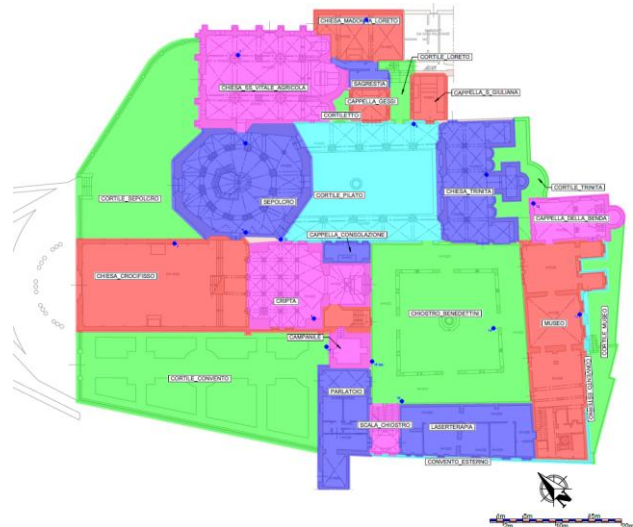 CHIESA_MADONNA_LORETO
CORTILE_LORETO
CHIESA_SS_VITALE_AGRICOLA
SAGRESTIA
CAPPELLA_GESSI
CAPPELLA_S_GIULIANA
CORTILETTO
CHIESA_TRINITA
CORTILE_TRINITA
CORTILE_PILATO
CORTILE_SEPOLCRO
SEPOLCRO
CAPPELLA_DELLA_BENDA
CAPPELLA_CONSOLAZIONE
CHIESA_CROCIFISSO
CRIPTA
CHIOSTRO_BENEDETTINI
MUSEO
CORTILE_MUSEO
CAMPANILE
CORTILE_CONVENTO
PARLATOIO
SCALA_CHIOSTRO
LASERTERAPIA
CONVENTO_ESTERNO